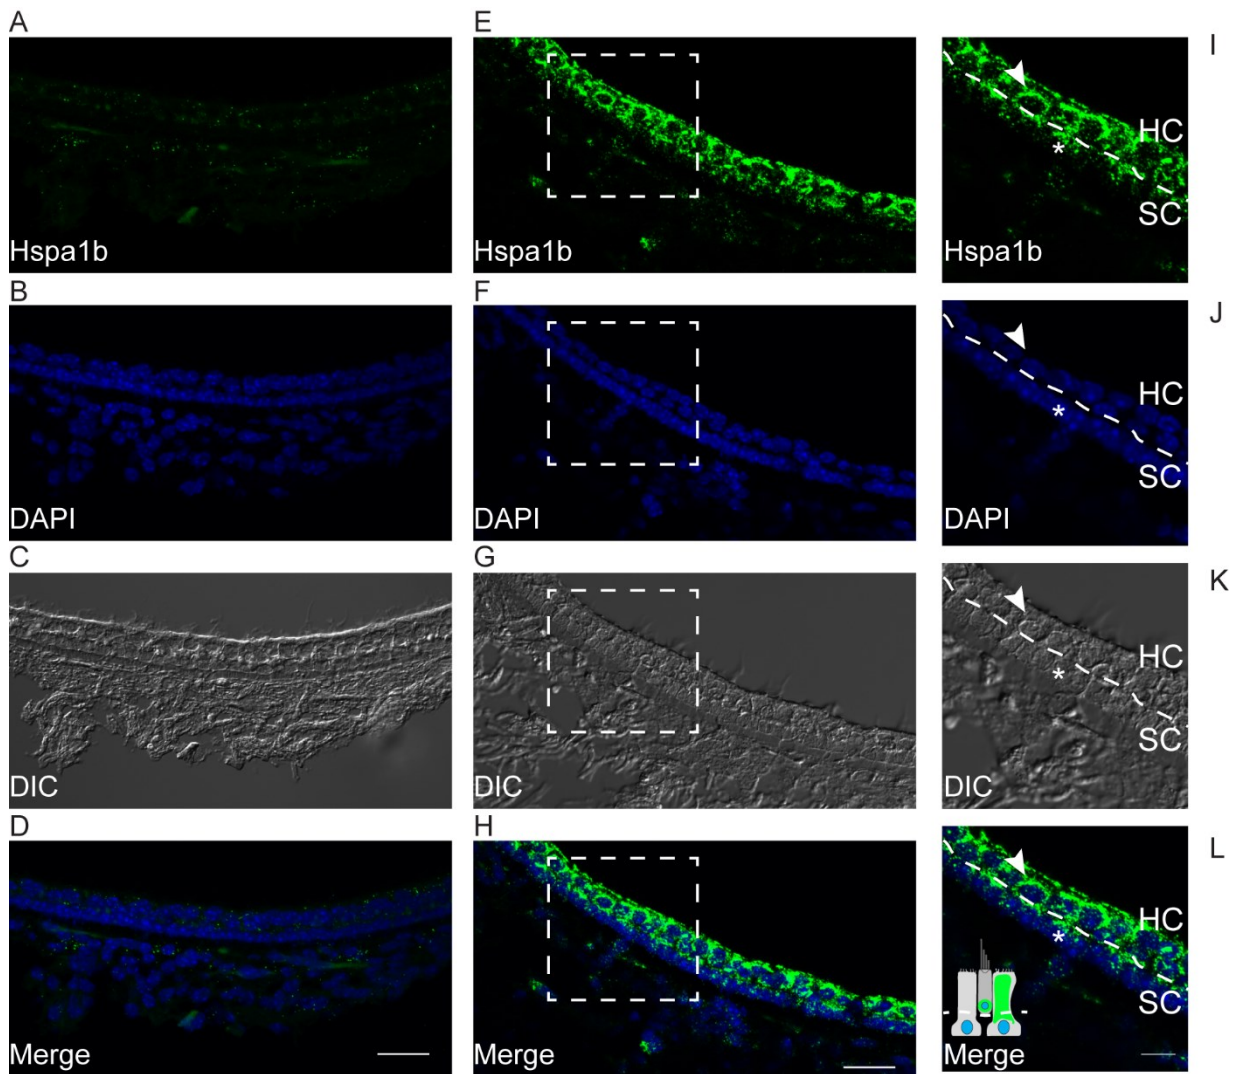 A
Hspa1b
B
DAPI
C
DIC
D
Merge
E
Hspa1b
F
DAPI
G
DIC
H
Merge
I
HC
*
SC
Hspa1b
J
HC
*
SC
DAPI
K
HC
*
SC
DIC
L
HC
*
SC
Merge